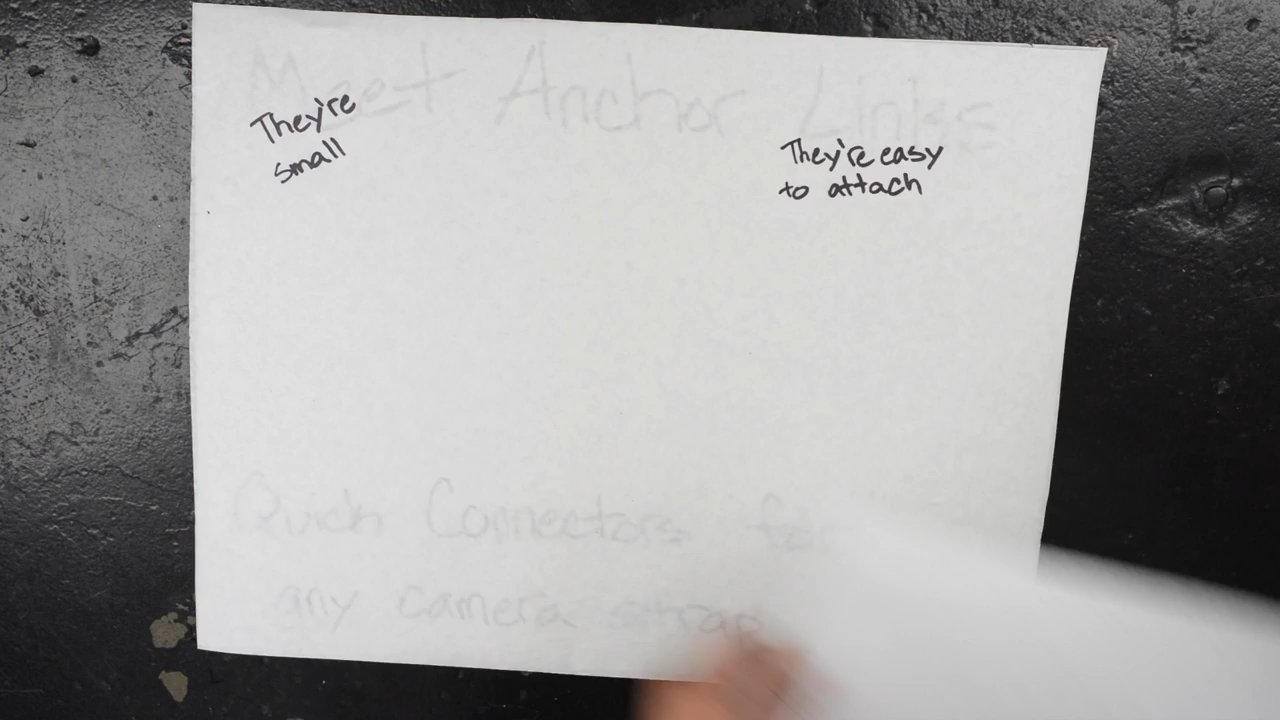 Meet Anchor Links
They're
small
They're easy
to attach
Quick Connectors for
any camera strap